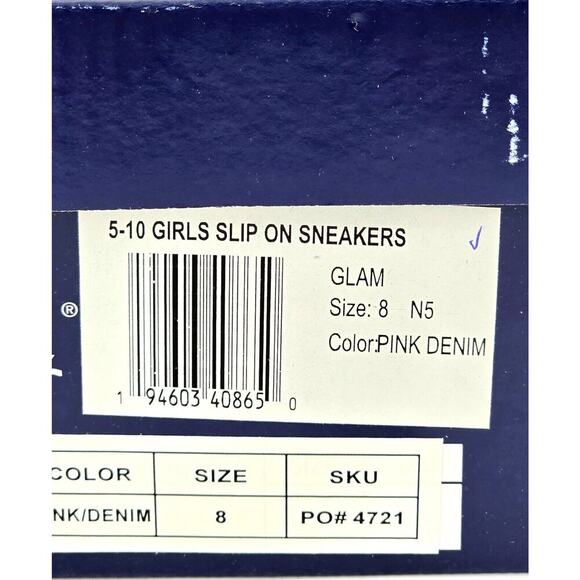 5-10 GIRLS SLIP ON SNEAKERS
GLAM
Size: 8 N5
Color:PINK DENIM
1 94603 40865 0
®
COLOR SIZE SKU
NK/DENIM 8 PO# 4721